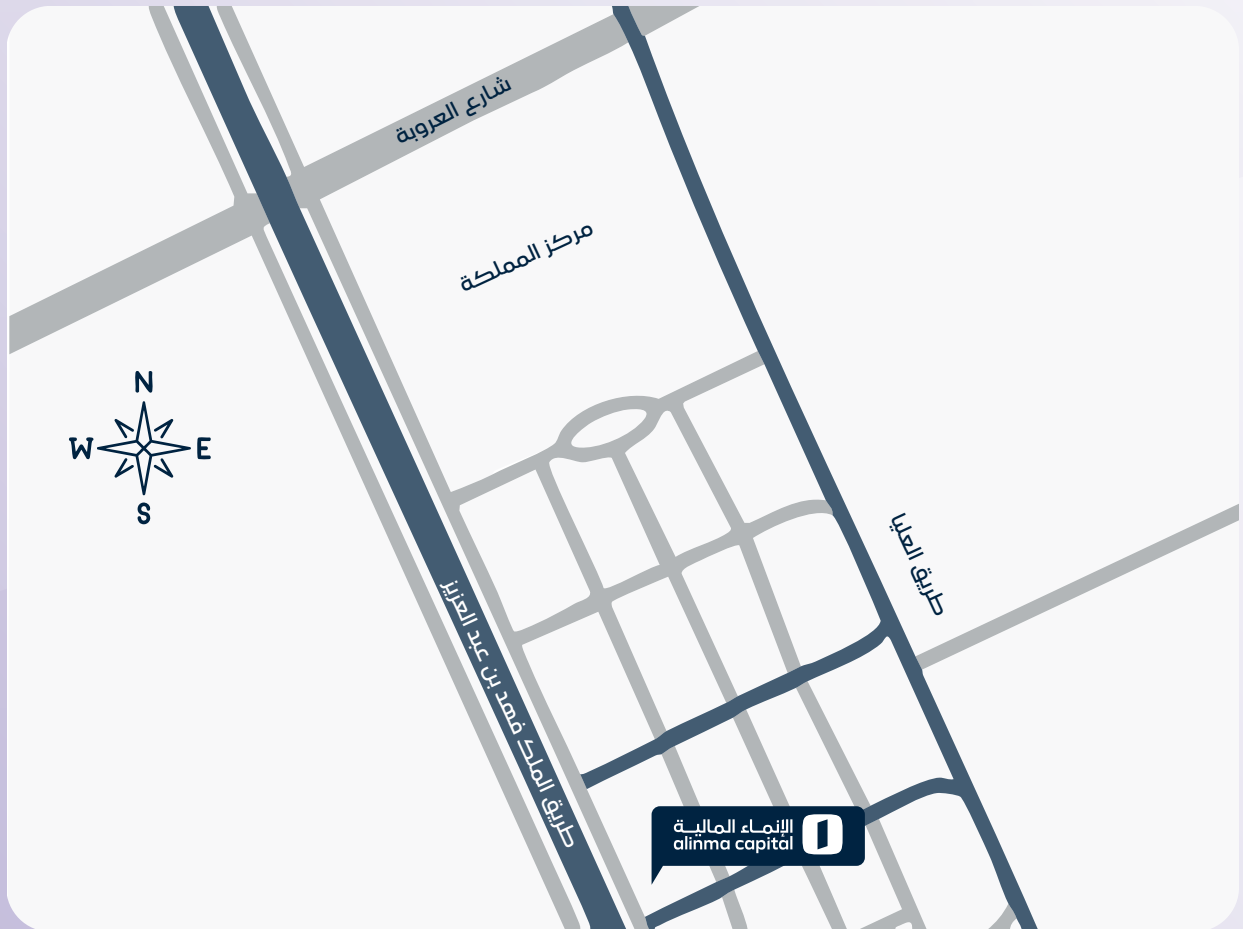 شارع العروبة
مركز المملكة
N
W
E
S
طريق العليا
طريق الملك فهد بن عبد العزيز
الإنماء المالية
alinma capital